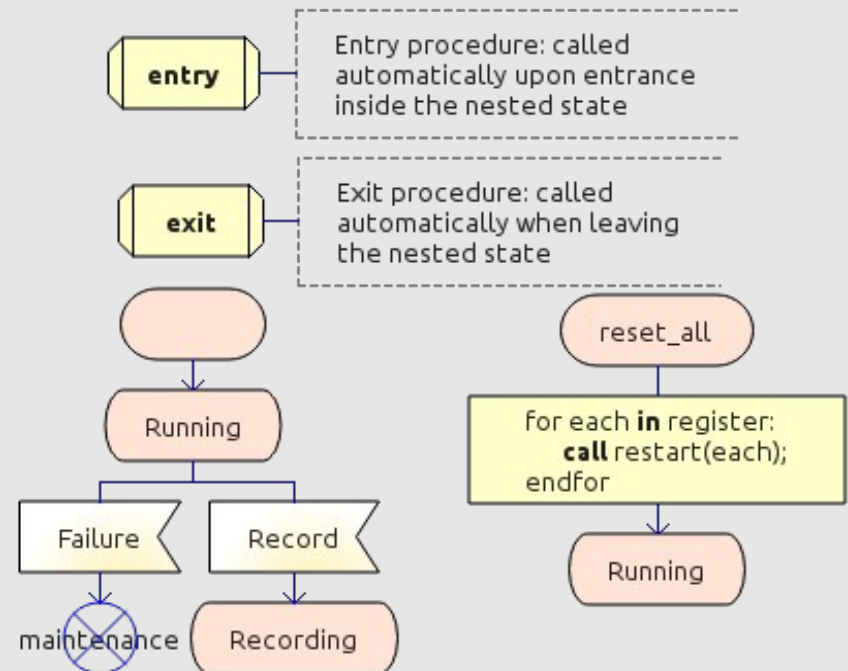 entry
Entry procedure: called
automatically upon entrance
inside the nested state
exit
Exit procedure: called
automatically when leaving
the nested state
reset_all
Running
for each in register:
call restart(each);
endfor
Failure
Record
Running
maintenance
Recording